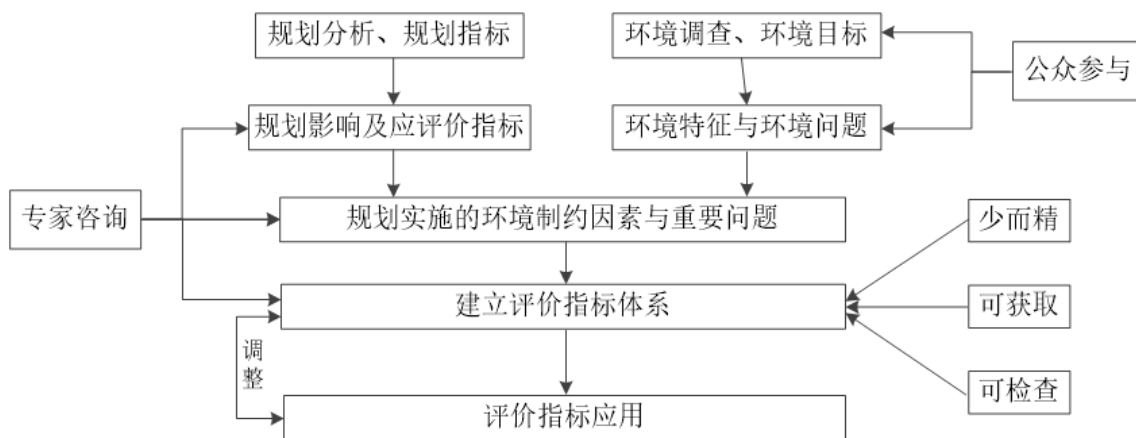 规划分析、规划指标
环境调查、环境目标
公众参与
规划影响及应评价指标
环境特征与环境问题
专家咨询
规划实施的环境制约因素与重要问题
少而精
建立评价指标体系
可获取
调整
可检查
评价指标应用